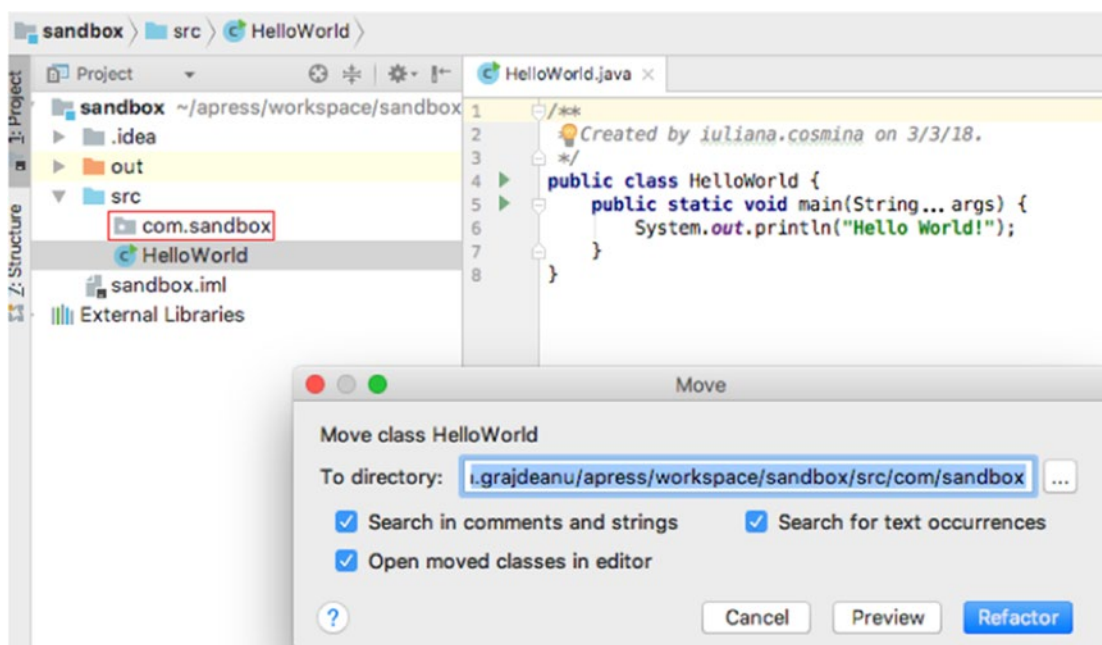 sandbox src HelloWorld
1: Project
Project
HelloWorld.java
sandbox ~/apress/workspace/sandbox
.idea
out
src
com.sandbox
HelloWorld
sandbox.iml
External Libraries
Z: Structure
1 /**
2 * Created by iuliana.cosmina on 3/3/18.
3 */
4 public class HelloWorld {
5 public static void main(String... args) {
6 System.out.println("Hello World!");
7 }
8 }
Move
Move class HelloWorld
To directory: .grajdeanu/apress/workspace/sandbox/src/com/sandbox ...
Search in comments and strings Search for text occurrences
Open moved classes in editor
? Cancel Preview Refactor